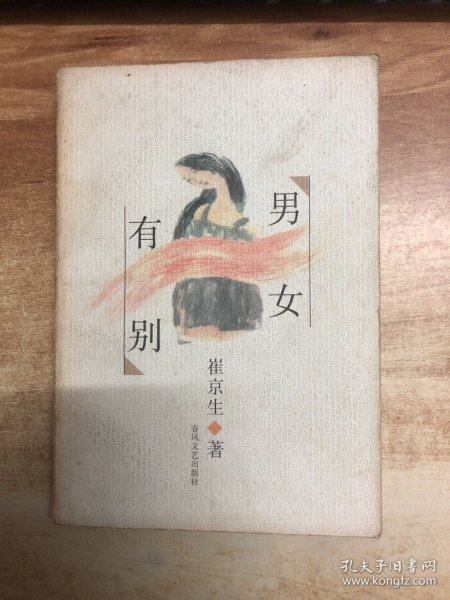 男女
有别
崔京生◆著
春风文艺出版社
孔夫子旧书网
www.kongfz.com